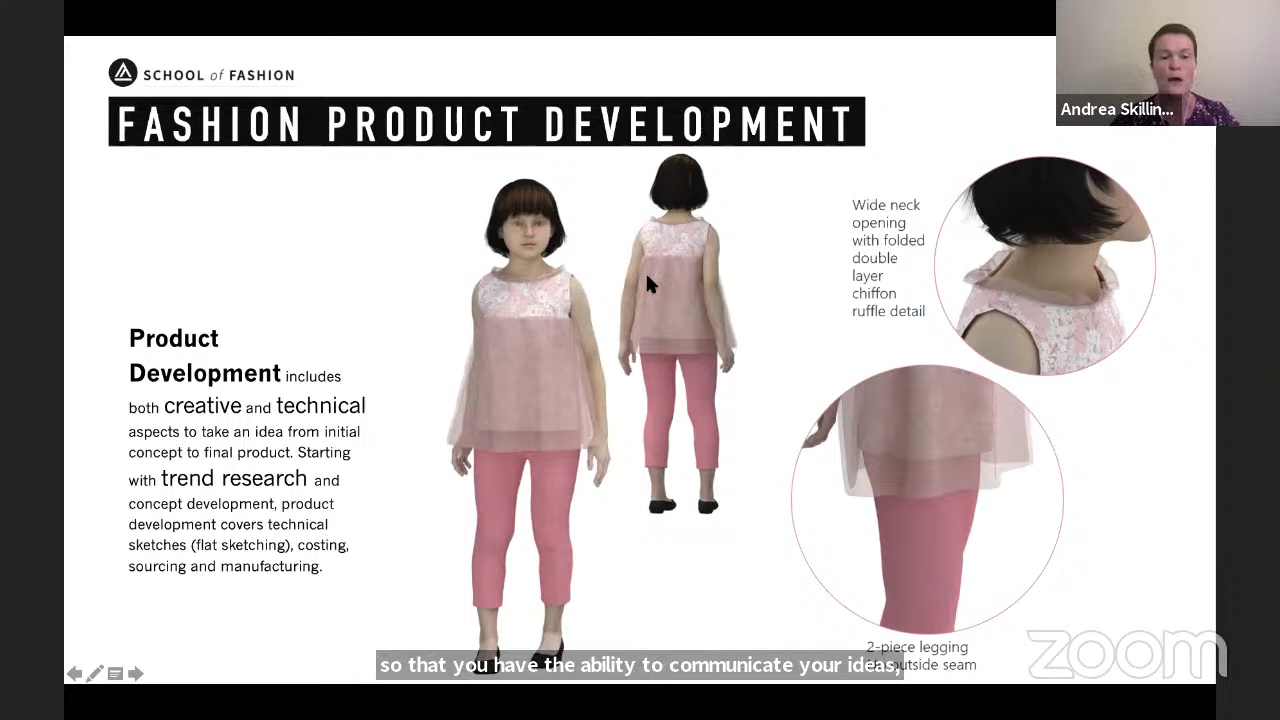 SCHOOL of FASHION
FASHION PRODUCT DEVELOPMENT
Andrea Skillin...
Wide neck
opening
with folded
double
layer
chiffon
ruffle detail
Product
Development includes
both creative and technical
aspects to take an idea from initial
concept to final product. Starting
with trend research and
concept development, product
development covers technical
sketches (flat sketching), costing,
sourcing and manufacturing.
2-piece legging
outside seam
so that you have the ability to communicate your ideas,
zoom